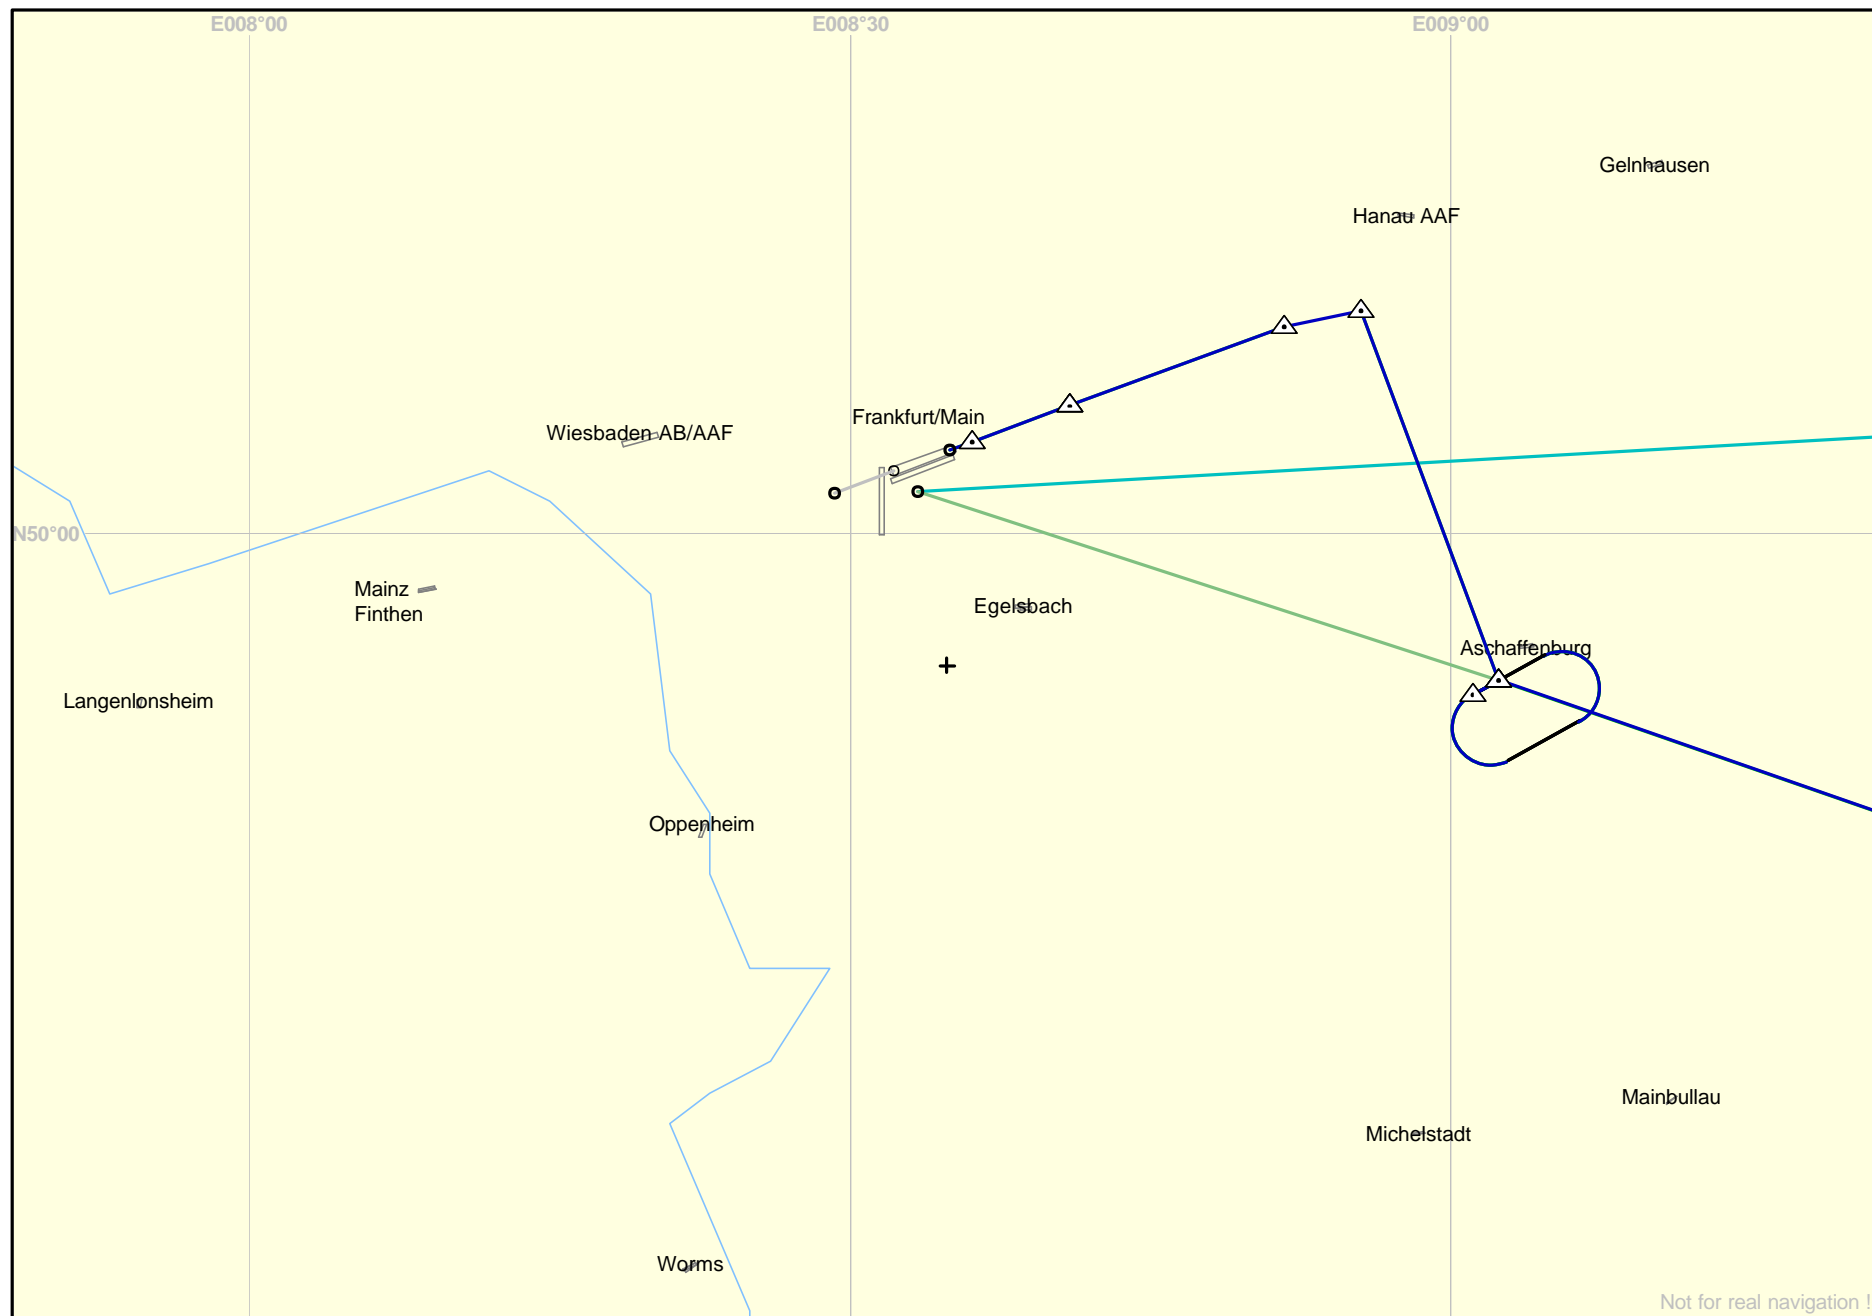 E008°00
E008°30
E009°00
Gelnhausen
Hanau AAF
Frankfurt/Main
Wiesbaden AB/AAF
N50°00
Mainz
Finthen
Egelsbach
Aschaffenburg
Langenlonsheim
Oppenheim
Mainbullau
Michelstadt
Worms
Not for real navigation !